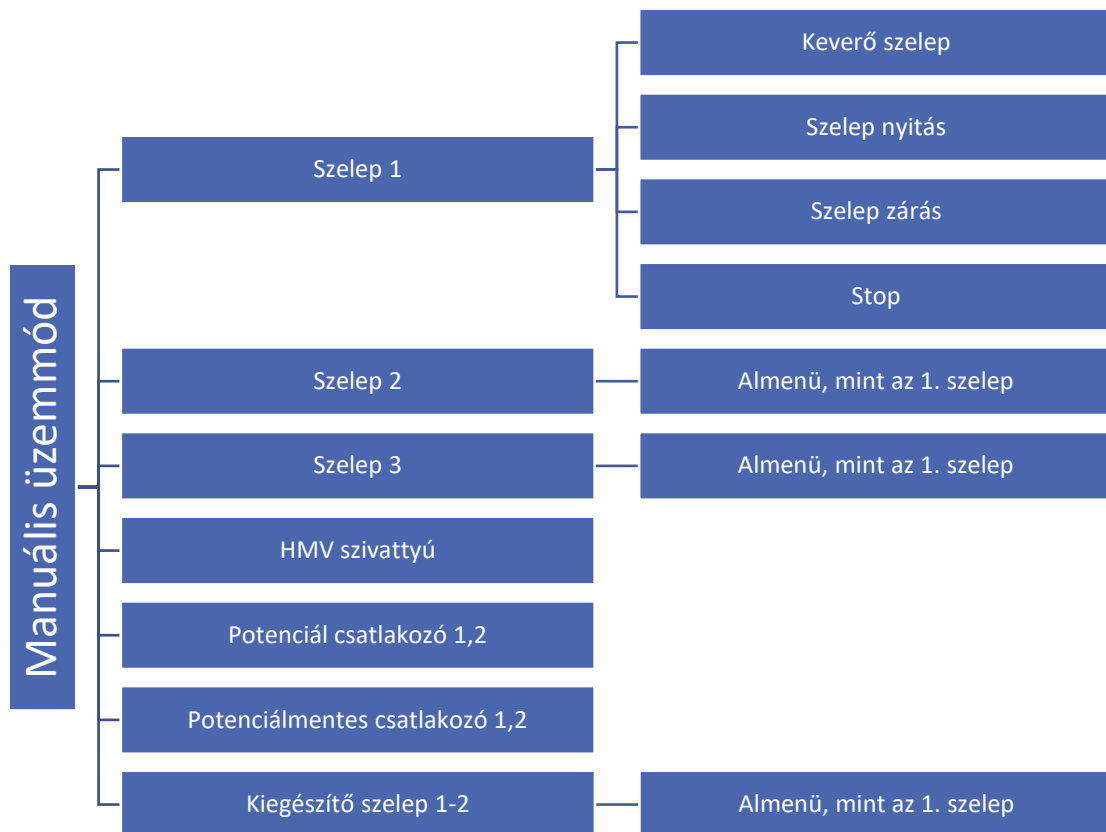 Manuális üzemmód
Szelep 1
Keverő szelep
Szelep nyitás
Szelep zárás
Stop
Szelep 2
Almenü, mint az 1. szelep
Szelep 3
Almenü, mint az 1. szelep
HMV szivattyú
Potenciál csatlakozó 1,2
Potenciálmentes csatlakozó 1,2
Kiegészítő szelep 1-2
Almenü, mint az 1. szelep